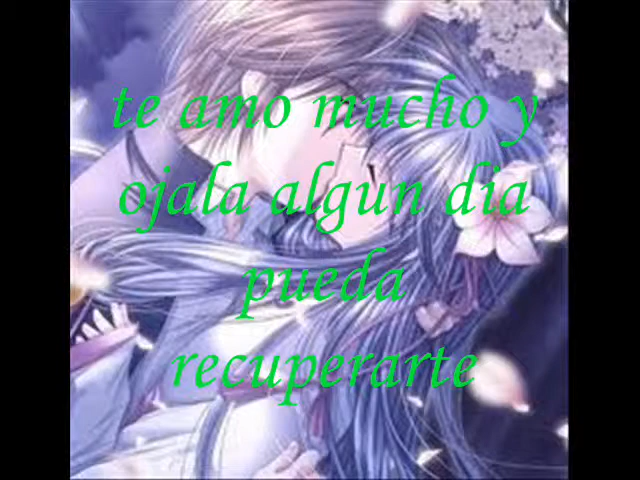 te amo mucho y
ojala algun dia
pueda
recuperarte